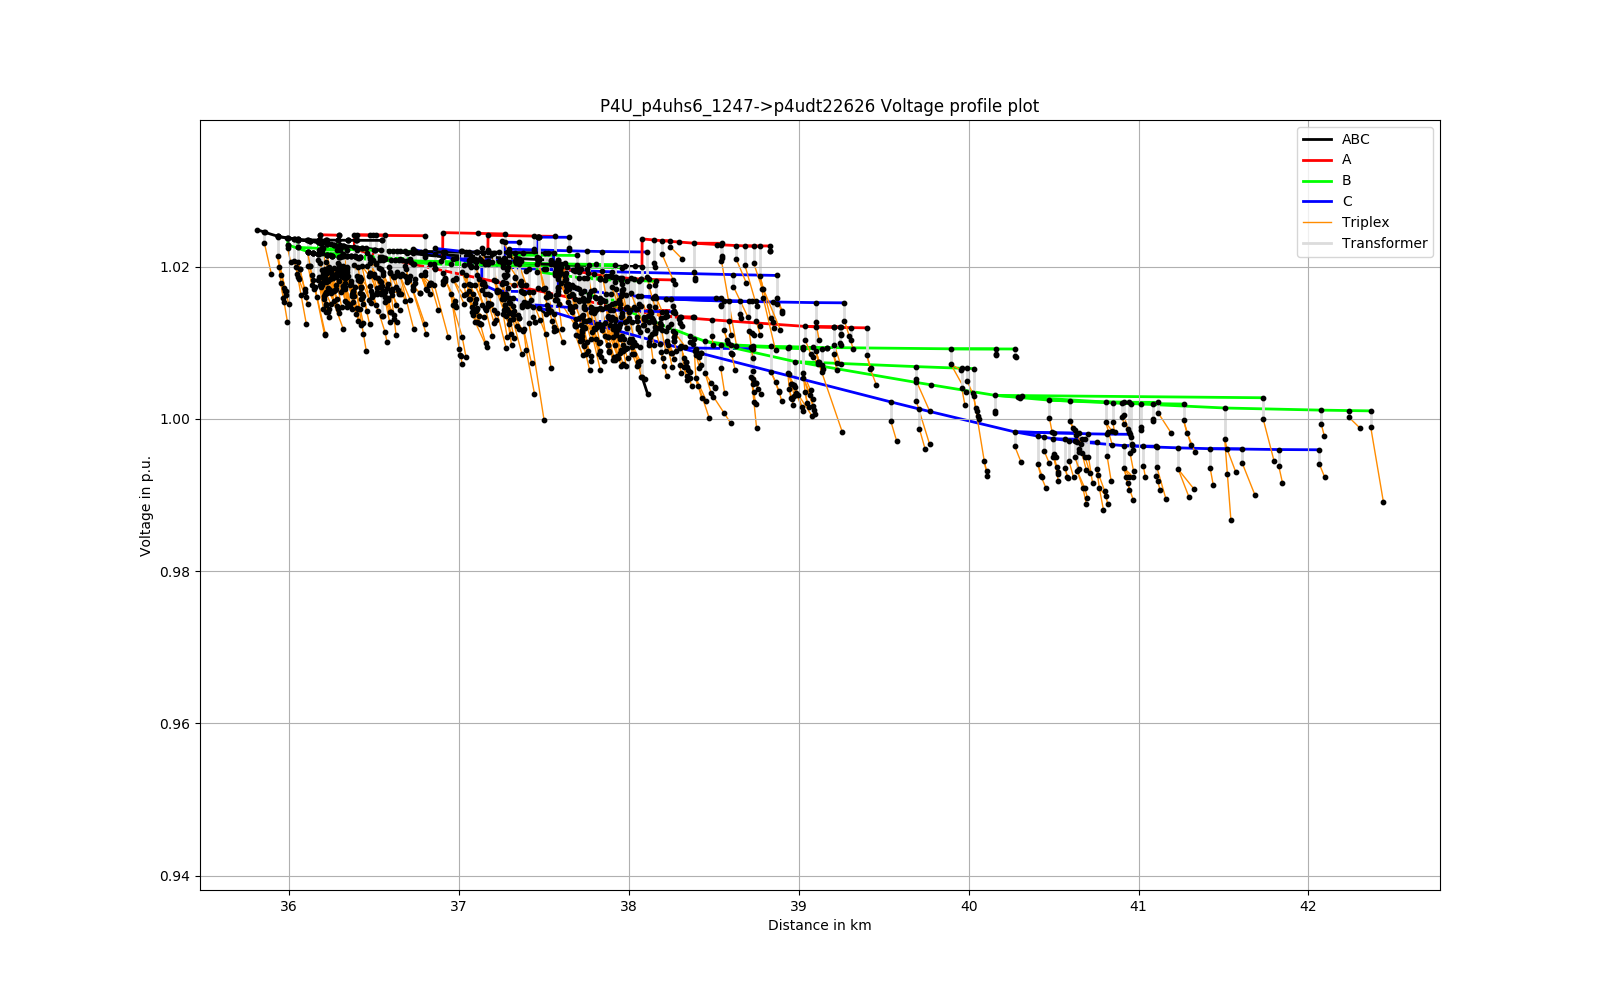 P4U_p4uhs6_1247->p4udt22626 Voltage profile plot
ABC
A
B
C
Triplex
Transformer
1.02
1.00
0.98
0.96
0.94
Voltage in p.u.
36 37 38 39 40 41 42
Distance in km